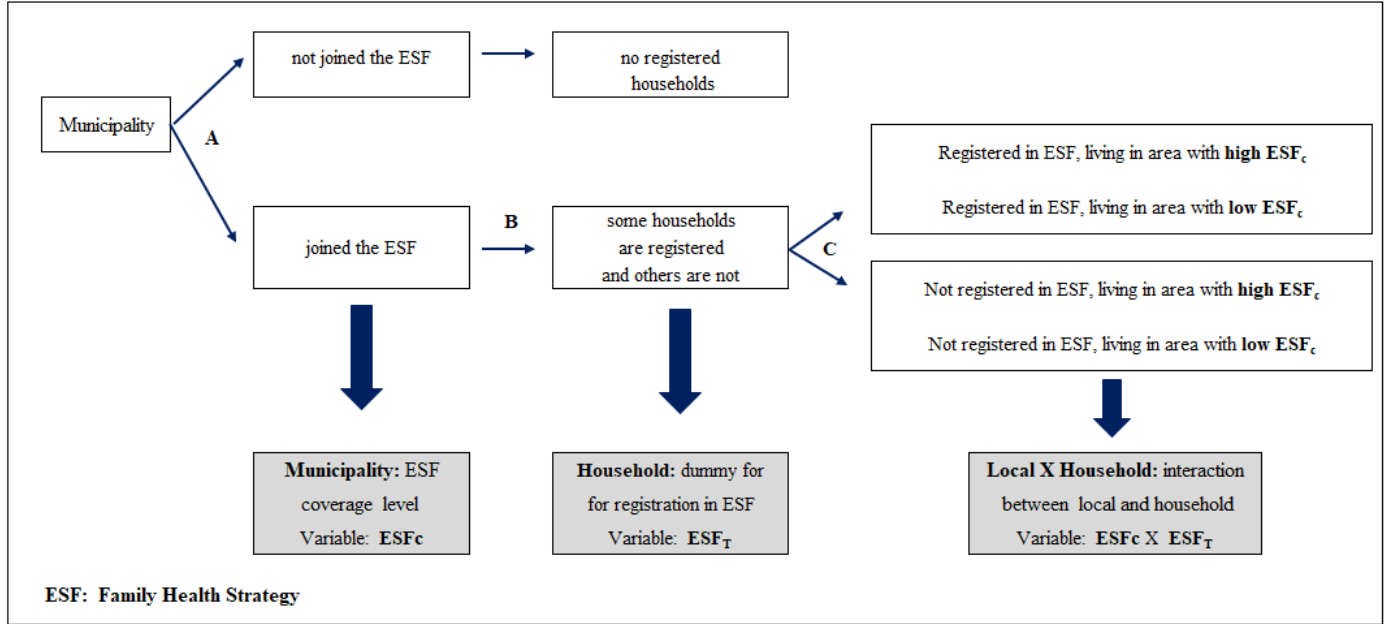 not joined the ESF
no registered
households
Municipality
A
Registered in ESF, living in area with high ESFc
Registered in ESF, living in area with low ESFc
joined the ESF
B
some households
are registered
and others are not
C
Not registered in ESF, living in area with high ESFc
Not registered in ESF, living in area with low ESFc
Municipality: ESF
coverage level
Variable: ESFc
Household: dummy for
for registration in ESF
Variable: ESFT
Local X Household: interaction
between local and household
Variable: ESFc X ESFT
ESF: Family Health Strategy